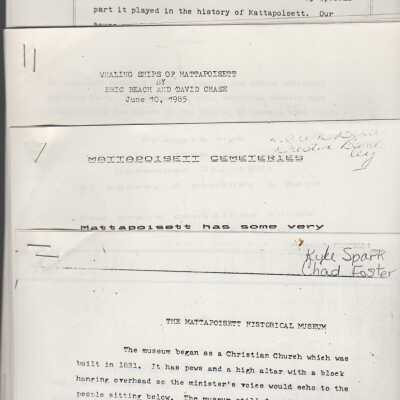 part it played in the history of Mattapoisett. Our
WHALING SHIPS OF MATTAPOISETT
BY
ERIC BEACH AND DAVID CHASE
June 10, 1985
MATTAPOISETT CEMETERIES
Mattapoisett has some very
Kyle Spark
Chad Foster
THE MATTAPOISETT HISTORICAL MUSEUM
The museum began as a Christian Church which was
built in 1821. It has pews and a high altar with a block
hanging overhead so the minister's voice would echo to the
people sitting below. The museum still